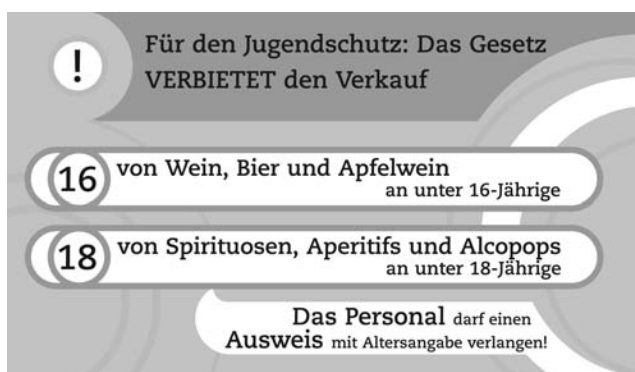 !
Für den Jugendschutz: Das Gesetz
VERBIETET den Verkauf
16
von Wein, Bier und Apfelwein
an unter 16-Jährige
18
von Spirituosen, Aperitifs und Alcopops
an unter 18-Jährige
Das Personal darf einen
Ausweis mit Altersangabe verlangen!